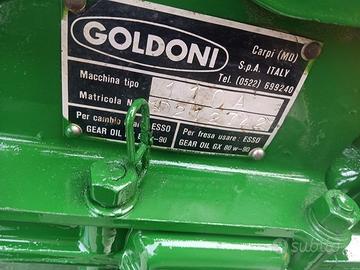 GOLDONI
Carpi (MO)
S.p.A. ITALY
Tel. (0522) 699240
Macchina tipo
Matricola N
Per cambio usare: ESSO
GEAR OIL GX 80 w-90
Per fresa usare: ESSO
GEAR OIL GX 80 w-90
subito